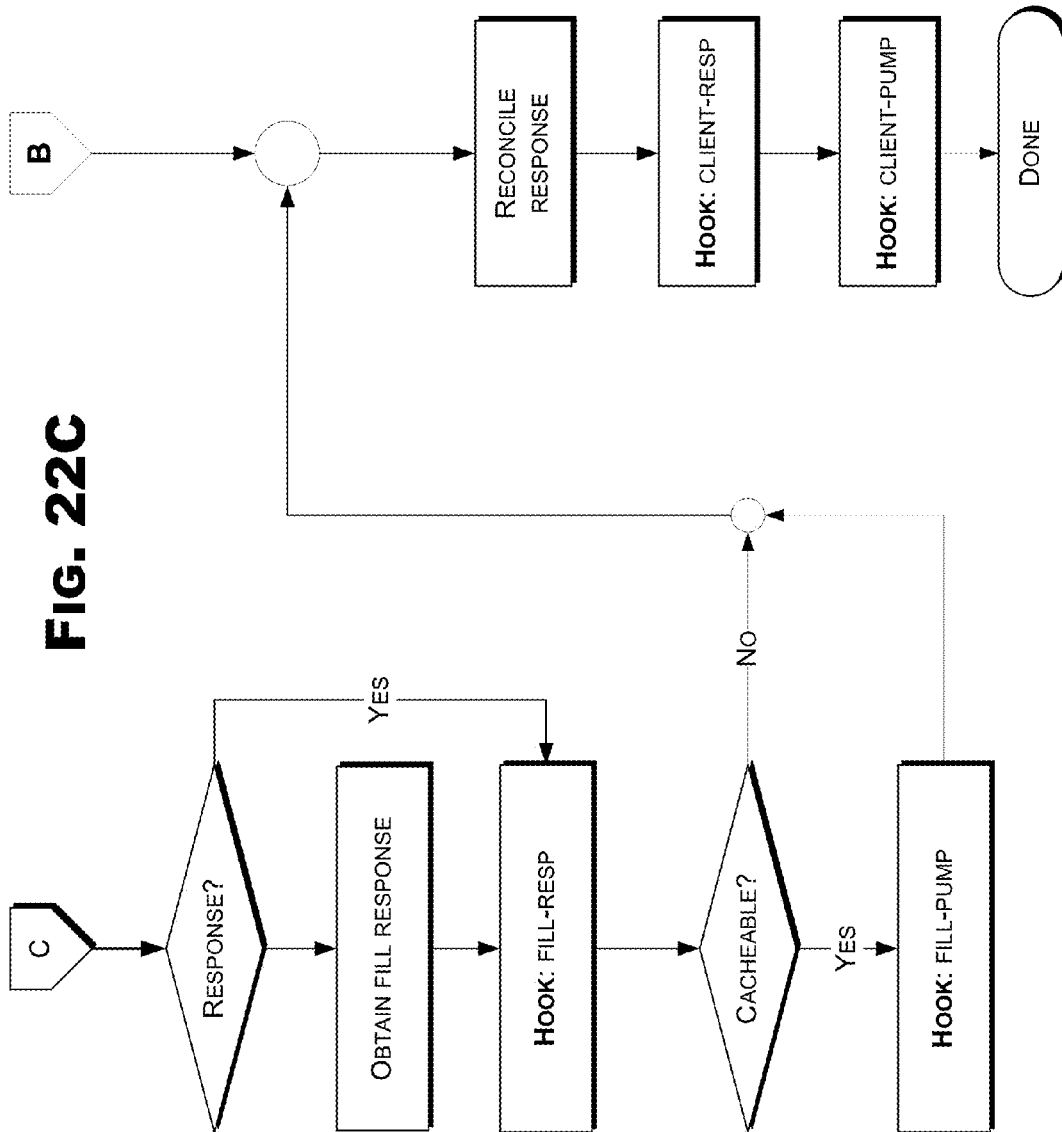 FIG. 22C
C
RESPONSE?
YES
OBTAIN FILL RESPONSE
HOOK: FILL-RESP
CACHEABLE?
NO
YES
HOOK: FILL-PUMP
B
RECONCILE
RESPONSE
HOOK: CLIENT-RESP
HOOK: CLIENT-PUMP
DONE